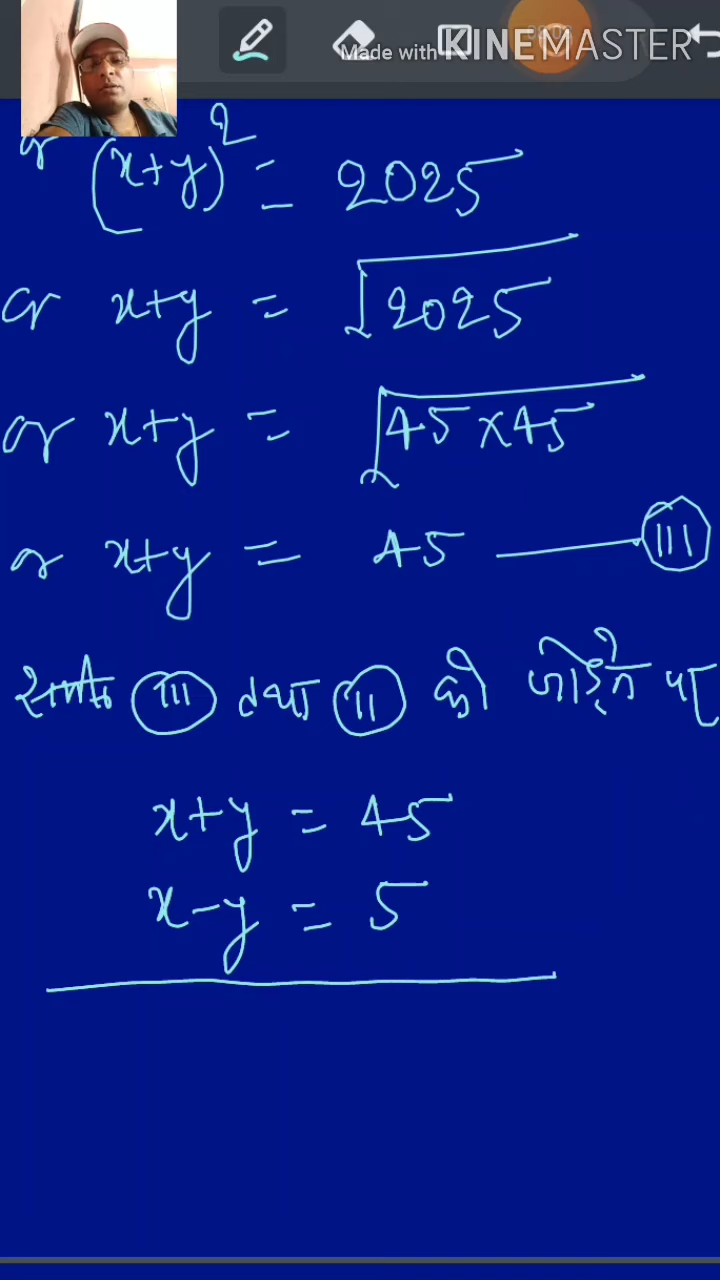 Made with KINEMASTER
or (x+y)² = 2025
or x+y = √2025
or x+y = √45×45
or x+y = 45 —— (III)
समी० (III) तथा (II) को जोड़ने पर
x+y = 45
x-y = 5